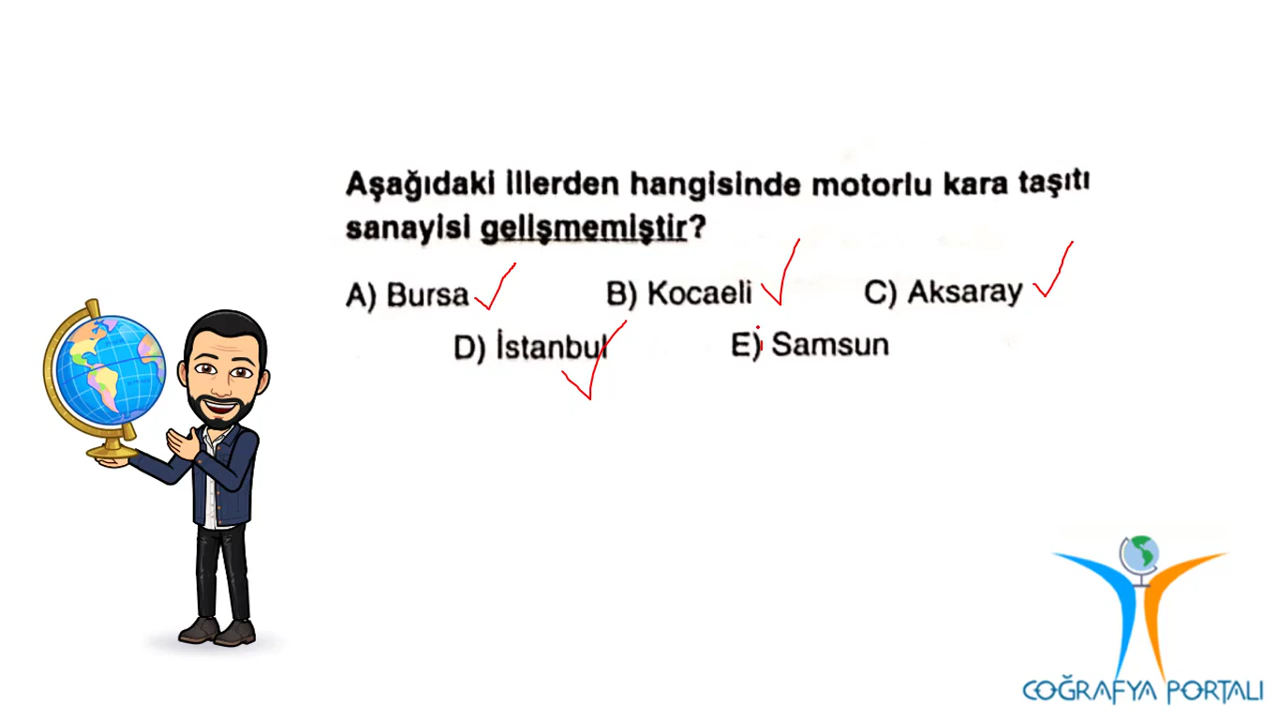 Aşağıdaki illerden hangisinde motorlu kara taşıtı
sanayisi gelişmemiştir?
A) Bursa B) Kocaeli C) Aksaray
D) İstanbul E) Samsun
COĞRAFYA PORTALI